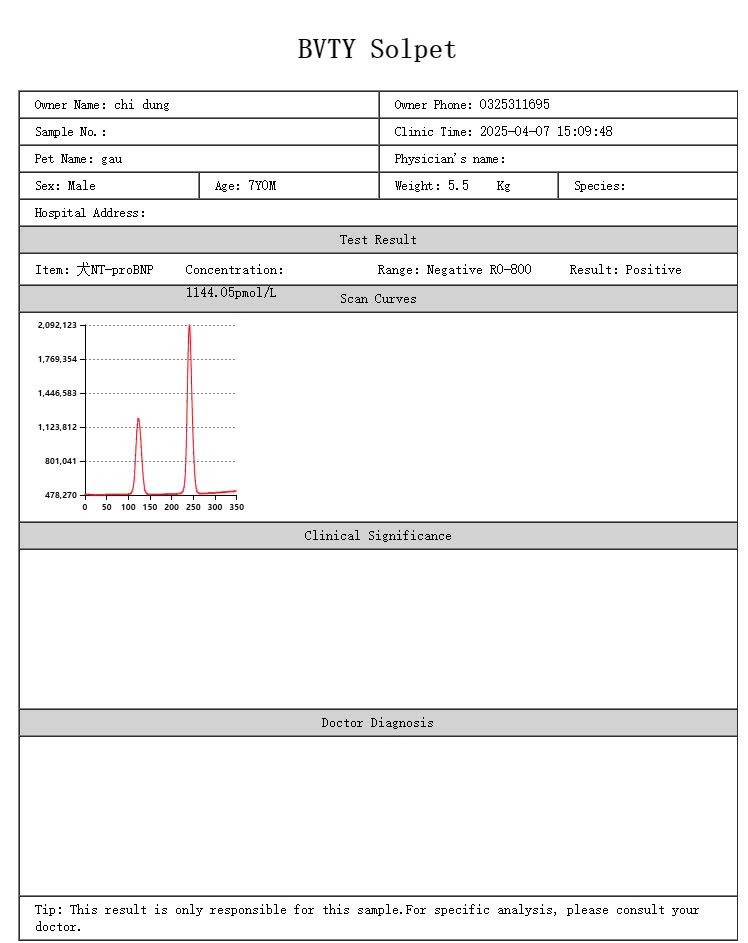 BVTY Solpet
Owner Name: chi dung
Owner Phone: 0325311695
Sample No.:
Clinic Time: 2025-04-07 15:09:48
Pet Name: gau
Physician's name:
Sex: Male
Age: 7YOM
Weight: 5.5 Kg
Species:
Hospital Address:
Test Result
Item: 犬NT-proBNP
Concentration:
1144.05pmol/L
Range: Negative R0-800
Result: Positive
Scan Curves
2,092,123
1,769,354
1,446,583
1,123,812
801,041
478,270
0 50 100 150 200 250 300 350
Clinical Significance
Doctor Diagnosis
Tip: This result is only responsible for this sample.For specific analysis, please consult your
doctor.